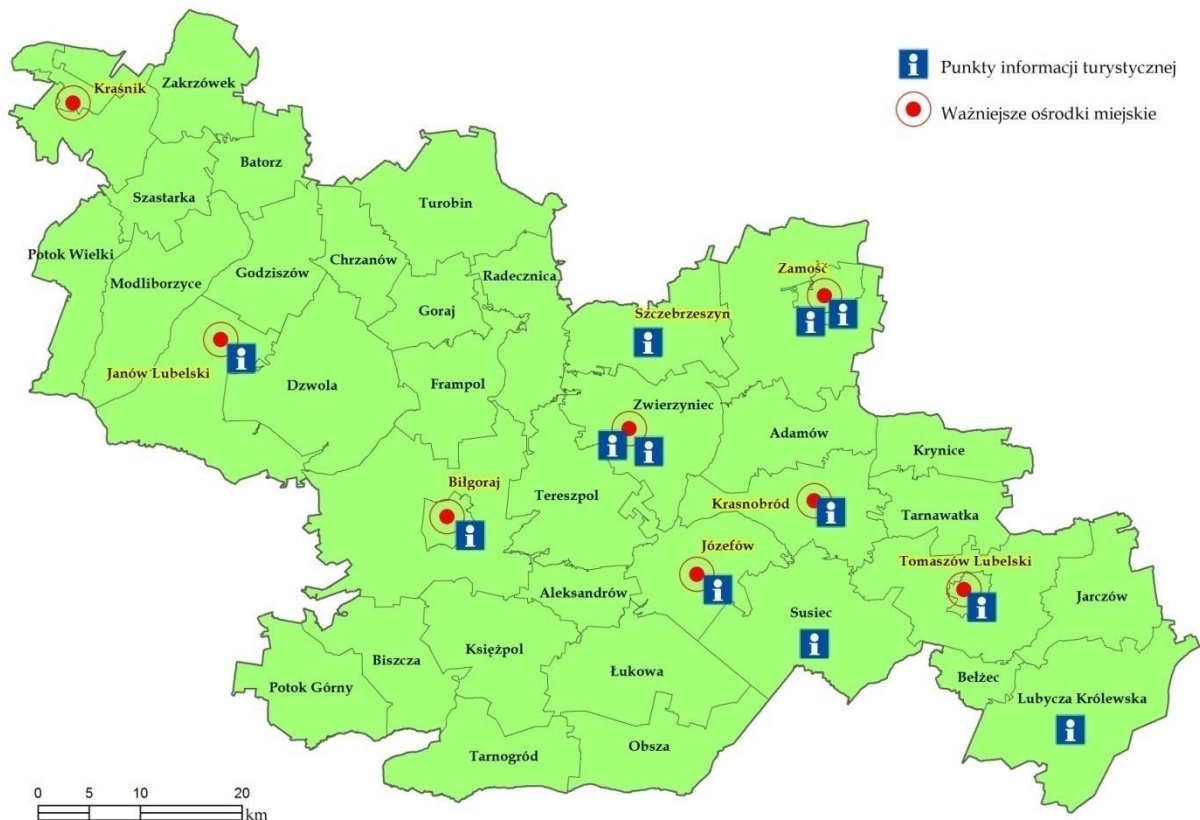 Punkty informacji turystycznej
Ważniejsze ośrodki miejskie
Kraśnik
Zakrzówek
Batorz
Szastarka
Turobin
Potok Wielki
Modliborzyce
Godziszów
Chrzanów
Radecznica
Zamość
Goraj
Szczebrzeszyn
Janów Lubelski
Dzwola
Frampol
Zwierzyniec
Adamów
Krynice
Biłgoraj
Tereszpol
Krasnobród
Tarnawatka
Józefów
Tomaszów Lubelski
Aleksandrów
Susiec
Jarczów
Księżpol
Biszcza
Łukowa
Potok Górny
Bełżec
Lubycza Królewska
Obsza
Tarnogród
0 5 10 20
km